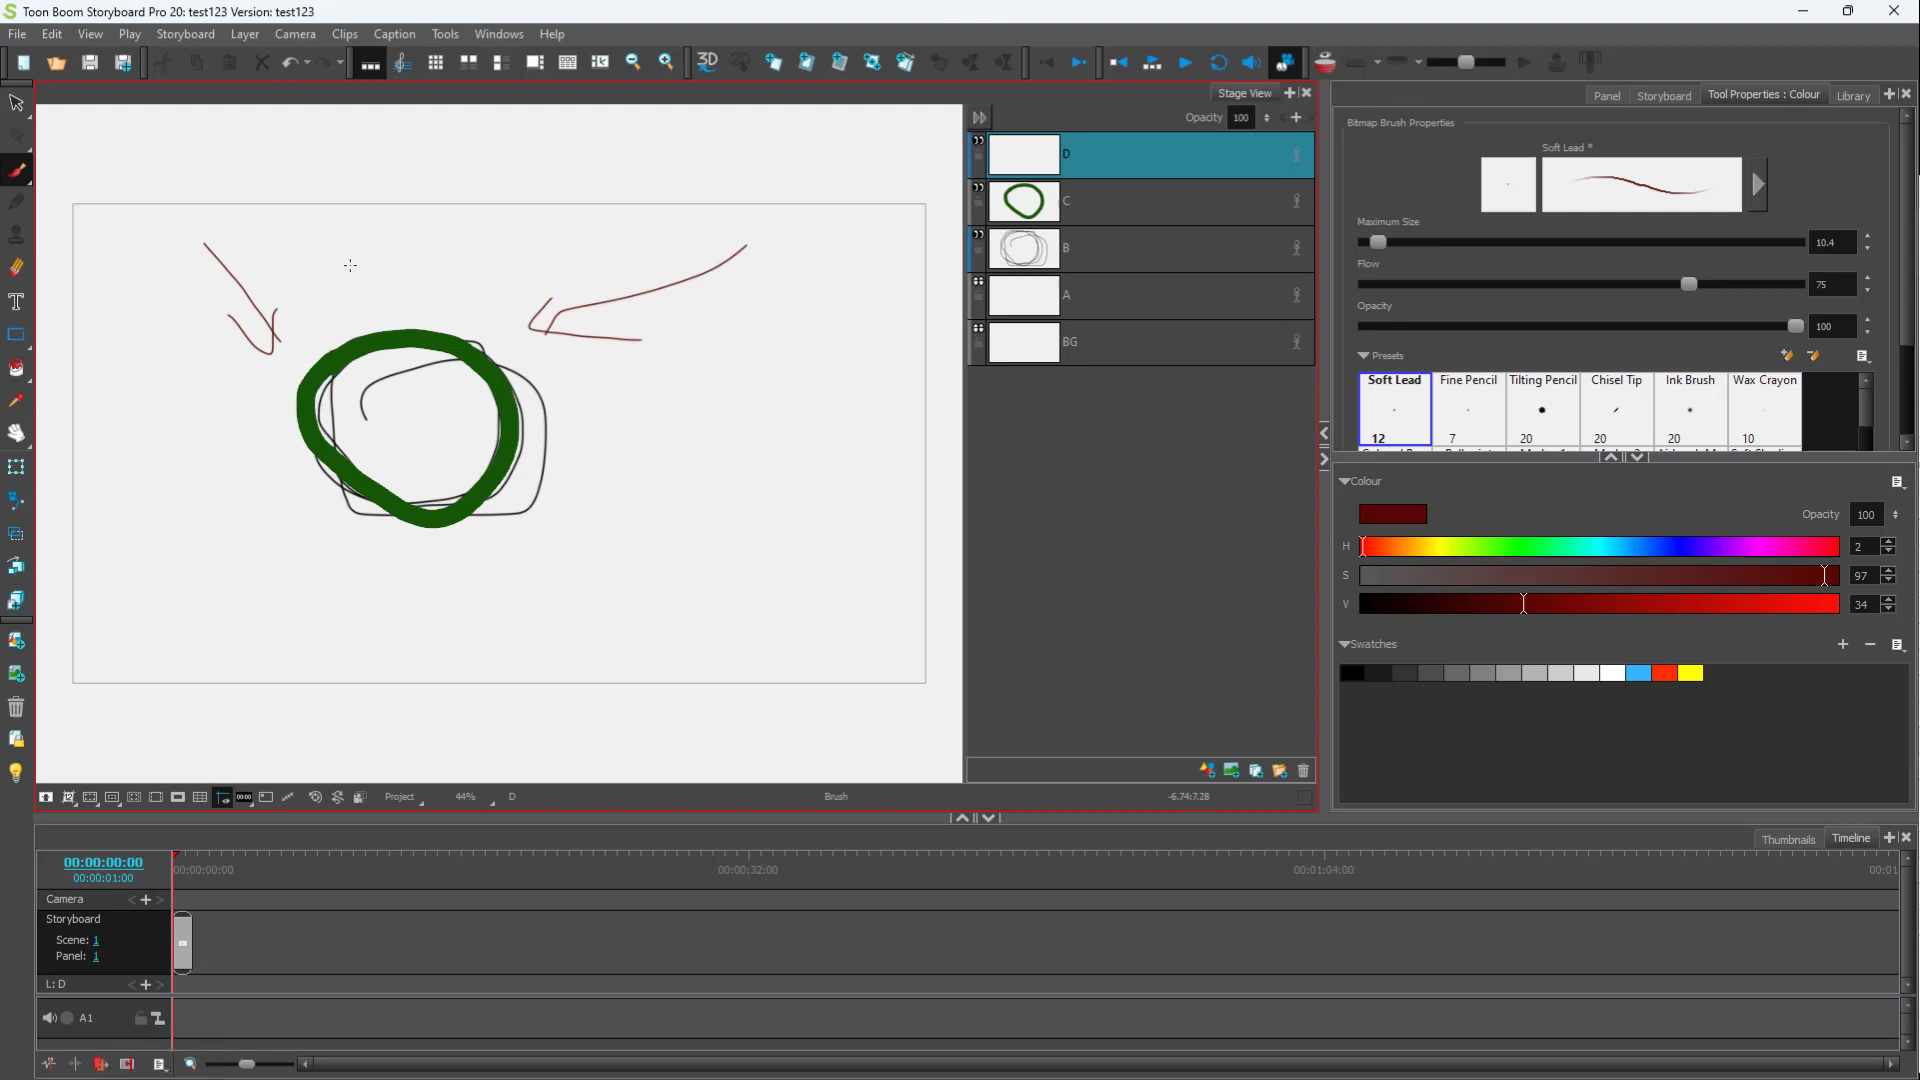 Toon Boom Storyboard Pro 20: test123 Version: test123
File Edit View Play Storyboard Layer Camera Clips Caption Tools Windows Help
3D
Stage View
Panel Storyboard Tool Properties : Colour Library
Opacity 100
Bitmap Brush Properties
D
Soft Lead *
C
Maximum Size
10.4
B
Flow
75
A
Opacity
100
BG
Presets
Soft Lead Fine Pencil Tilting Pencil Chisel Tip Ink Brush Wax Crayon
12 7 20 20 20 10
Colour
Opacity 100
H 2
S 97
V 34
Swatches
Project 44% D Brush -6.74:7.28
Thumbnails Timeline
00:00:00:00
00:00:01:00
00:00:00:00 00:00:32:00 00:01:04:00 00:01
Camera
Storyboard
Scene: 1
Panel: 1
L: D
A1